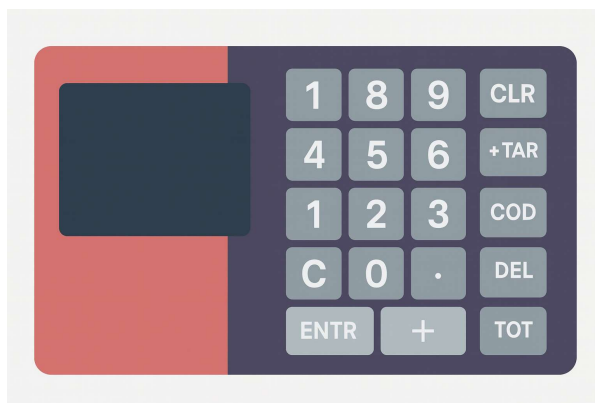 1 8 9 CLR
4 5 6 +TAR
1 2 3 COD
C 0 . DEL
ENTR + TOT